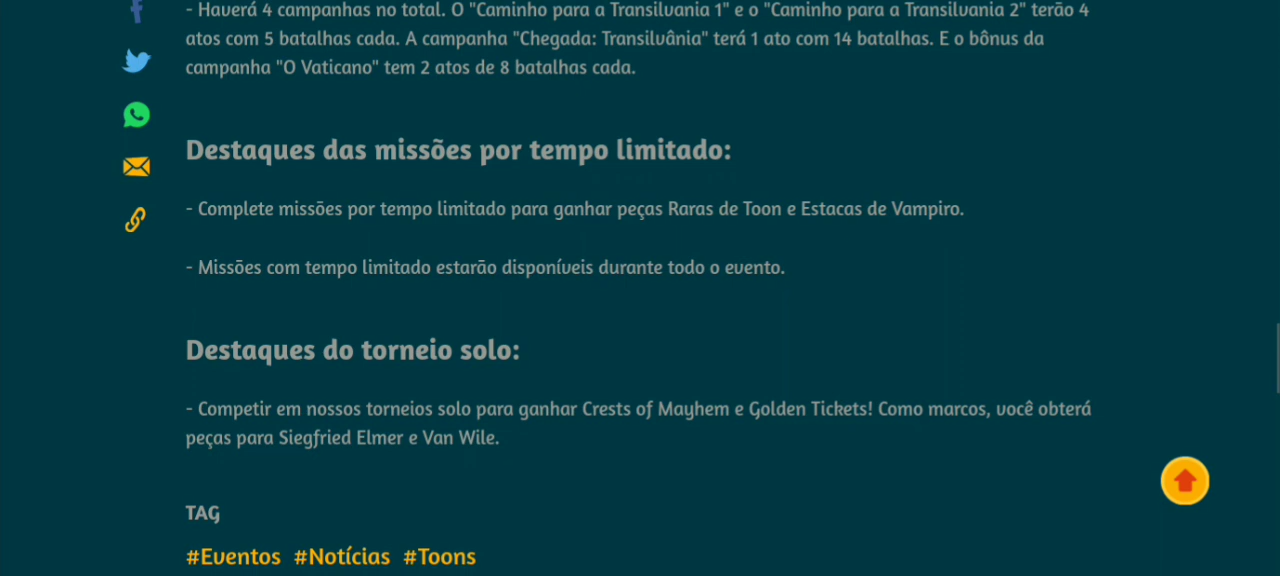 - Haverá 4 campanhas no total. O "Caminho para a Transilvania 1" e o "Caminho para a Transilvania 2" terão 4
atos com 5 batalhas cada. A campanha "Chegada: Transilvânia" terá 1 ato com 14 batalhas. E o bônus da
campanha "O Vaticano" tem 2 atos de 8 batalhas cada.
Destaques das missões por tempo limitado:
- Complete missões por tempo limitado para ganhar peças Raras de Toon e Estacas de Vampiro.
- Missões com tempo limitado estarão disponíveis durante todo o evento.
Destaques do torneio solo:
- Competir em nossos torneios solo para ganhar Crests of Mayhem e Golden Tickets! Como marcos, você obterá
peças para Siegfried Elmer e Van Wile.
TAG
#Eventos #Notícias #Toons